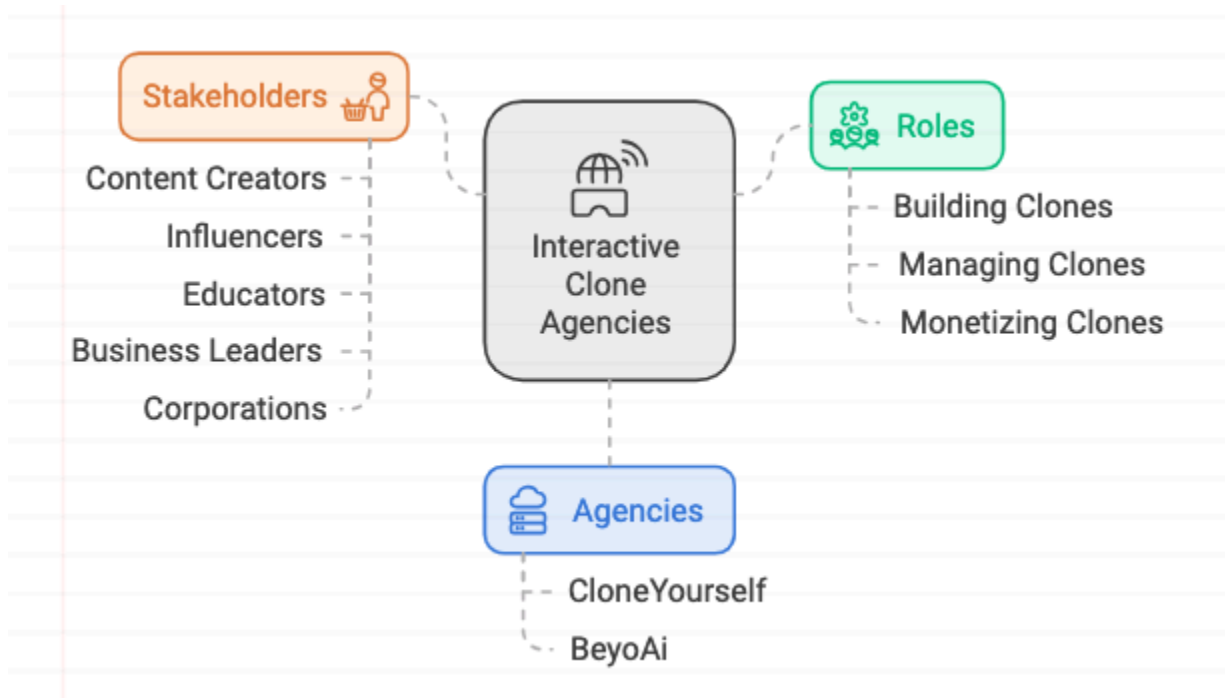 Stakeholders
Content Creators
Influencers
Educators
Business Leaders
Corporations
Interactive
Clone
Agencies
Roles
Building Clones
Managing Clones
Monetizing Clones
Agencies
CloneYourself
BeyoAi